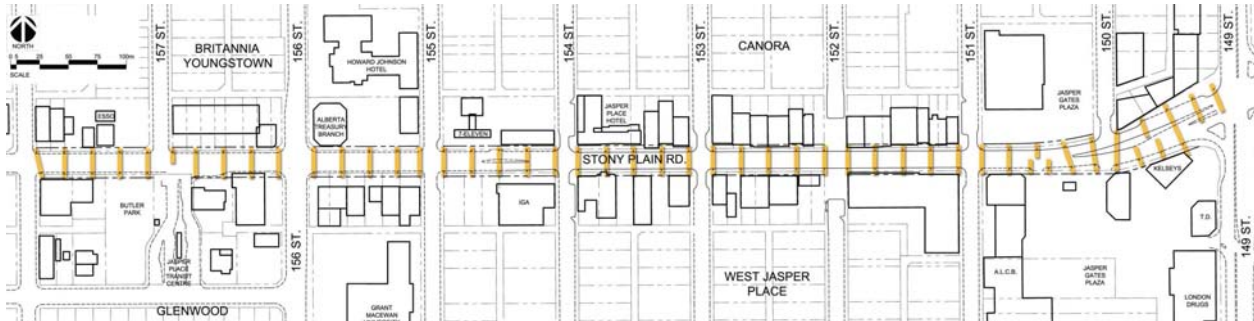 NORTH
0 5 25 50 75 100m
SCALE
157 ST.
BRITANNIA
YOUNGSTOWN
156 ST.
HOWARD JOHNSON
HOTEL
155 ST.
154 ST.
153 ST.
CANORA
152 ST.
151 ST.
150 ST.
149 ST.
ESSO
ALBERTA
TREASURY
BRANCH
7-ELEVEN
JASPER
PLACE
HOTEL
JASPER
GATES
PLAZA
STONY PLAIN RD.
KELSEYS
BUTLER
PARK
IGA
T.D.
JASPER
PLACE
TRANSIT
CENTRE
156 ST.
149 ST.
WEST JASPER
PLACE
A.L.C.B.
JASPER
GATES
PLAZA
LONDON
DRUGS
GLENWOOD
GRANT
MACEWAN